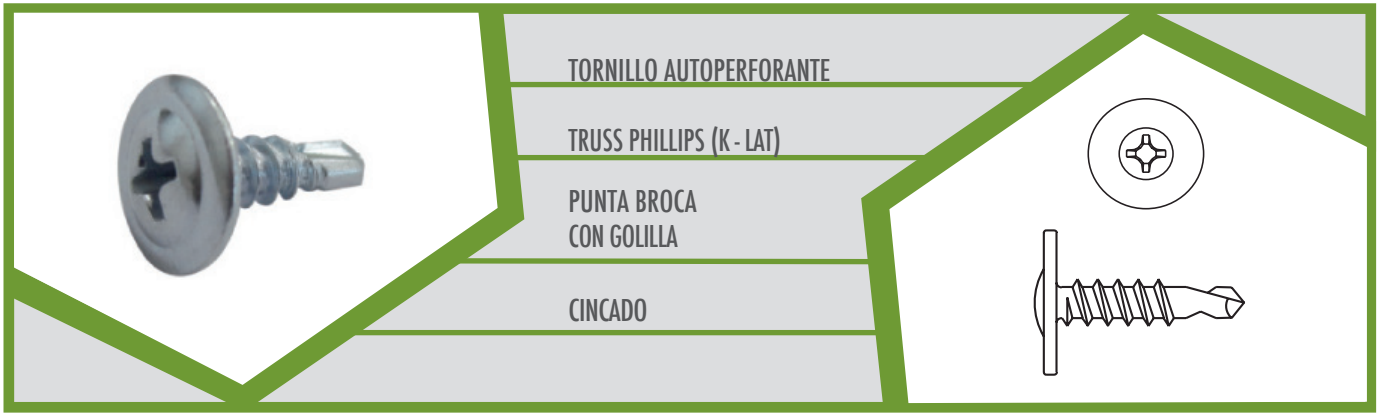 TORNILLO AUTOPERFORANTE
TRUSS PHILLIPS (K - LAT)
PUNTA BROCA
CON GOLILLA
CINCADO